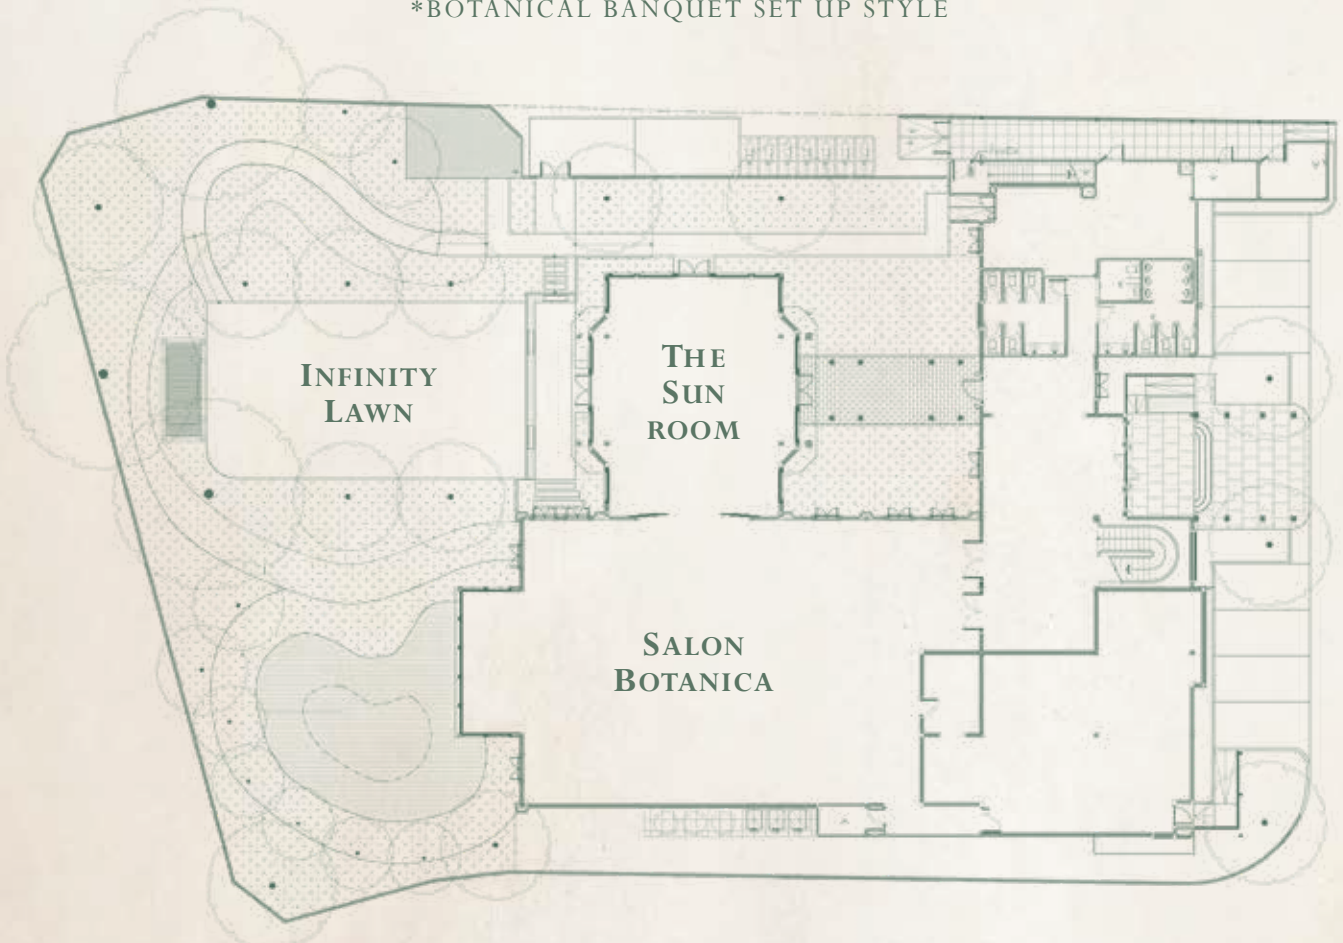 *BOTANICAL BANQUET SET UP STYLE
INFINITY
LAWN
THE
SUN
ROOM
SALON
BOTANICA